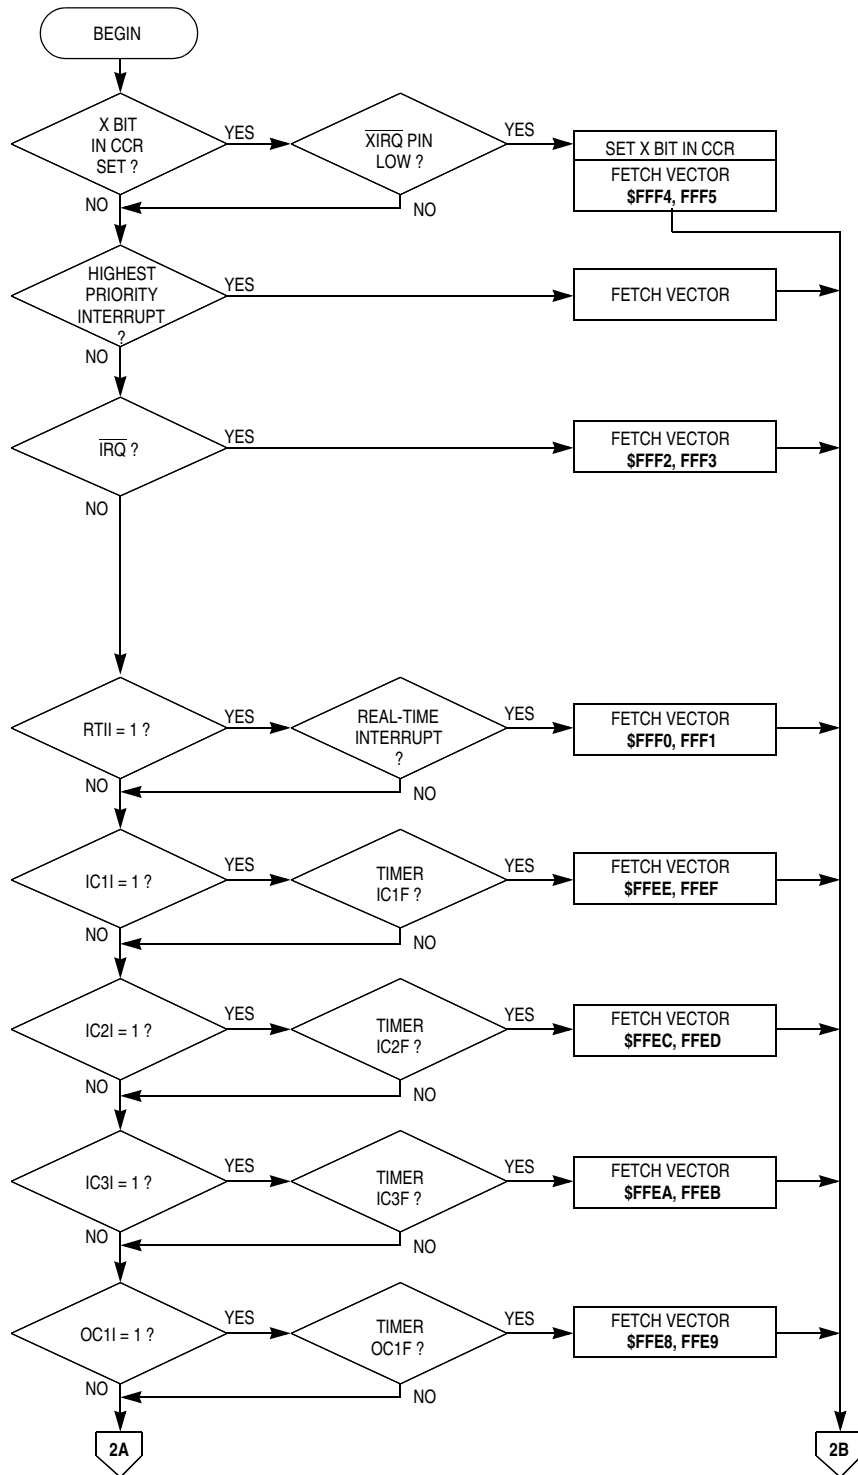 BEGIN
X BIT
IN CCR
SET ?
YES
XIRQ PIN
LOW ?
YES
SET X BIT IN CCR
FETCH VECTOR
$FFF4, FFF5
NO
NO
HIGHEST
PRIORITY
INTERRUPT
?
YES
FETCH VECTOR
NO
IRQ ?
YES
FETCH VECTOR
$FFF2, FFF3
NO
RTII = 1 ?
YES
REAL-TIME
INTERRUPT
?
YES
FETCH VECTOR
$FFF0, FFF1
NO
NO
IC1I = 1 ?
YES
TIMER
IC1F ?
YES
FETCH VECTOR
$FFEE, FFEF
NO
NO
IC2I = 1 ?
YES
TIMER
IC2F ?
YES
FETCH VECTOR
$FFEC, FFED
NO
NO
IC3I = 1 ?
YES
TIMER
IC3F ?
YES
FETCH VECTOR
$FFEA, FFEB
NO
NO
OC1I = 1 ?
YES
TIMER
OC1F ?
YES
FETCH VECTOR
$FFE8, FFE9
NO
NO
2A
2B